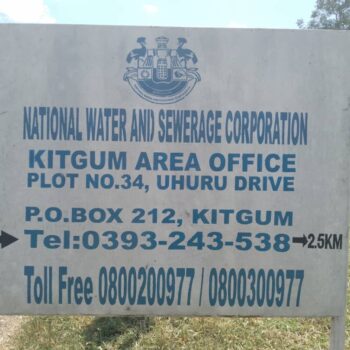 NATIONAL WATER AND SEWERAGE CORPORATION
KITGUM AREA OFFICE
PLOT NO.34, UHURU DRIVE
P.O.BOX 212, KITGUM
Tel:0393-243-538 → 2.5KM
Toll Free 0800200977 / 0800300977